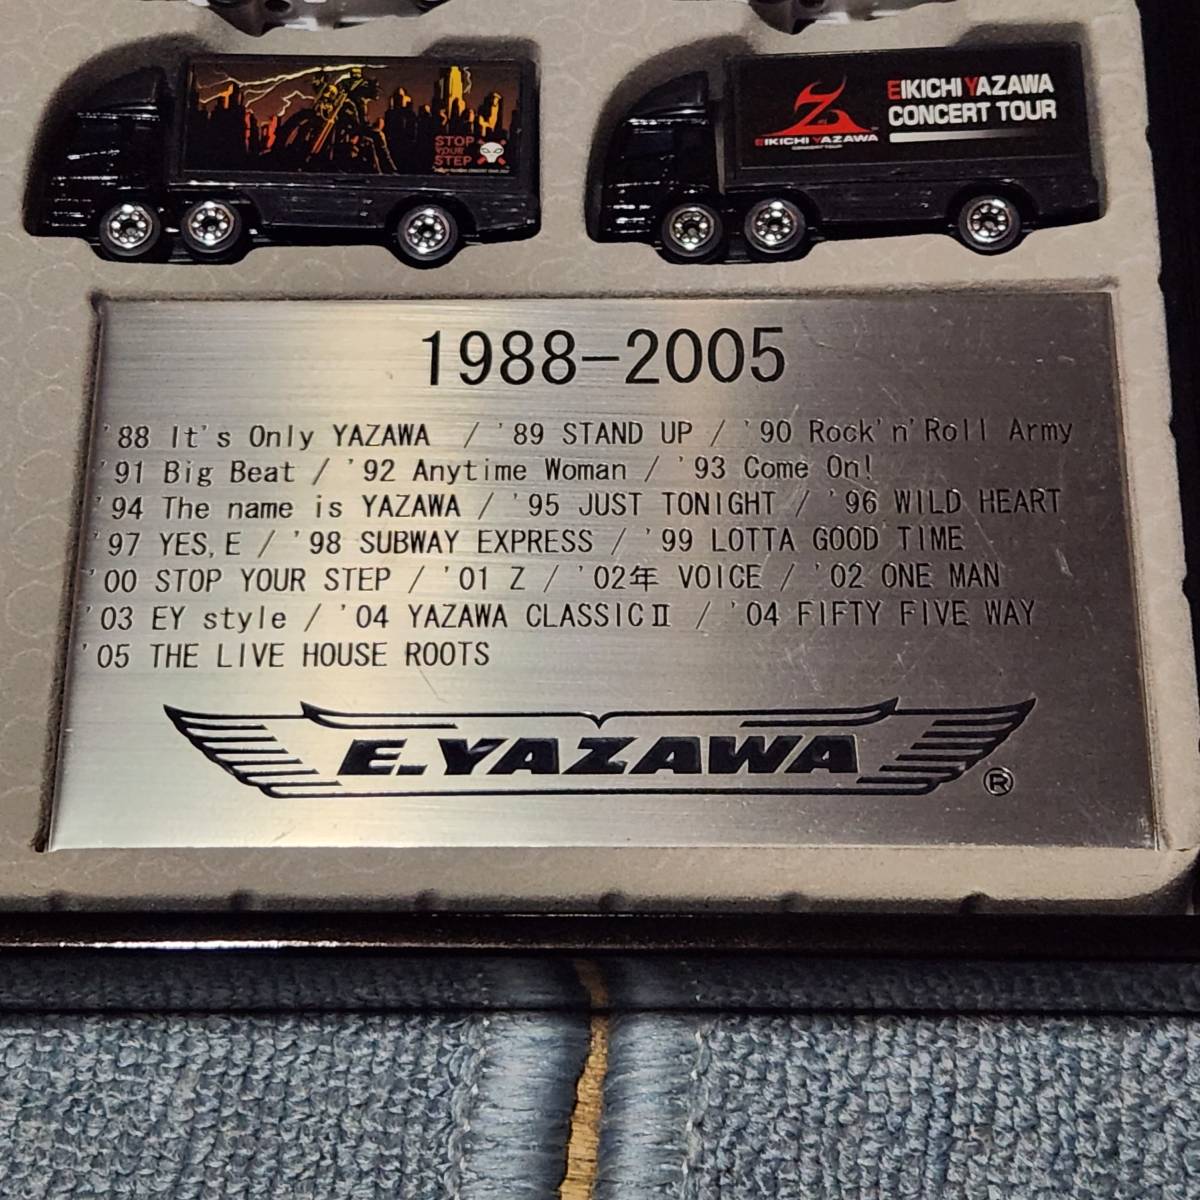 STOP
YOUR
STEP
Z
EIKICHI YAZAWA
CONCERT TOUR
EIKICHI YAZAWA
CONCERT TOUR
1988-2005
'88 It's Only YAZAWA / '89 STAND UP / '90 Rock'n'Roll Army
'91 Big Beat / '92 Anytime Woman / '93 Come On!
'94 The name is YAZAWA / '95 JUST TONIGHT / '96 WILD HEART
'97 YES,E / '98 SUBWAY EXPRESS / '99 LOTTA GOOD TIME
'00 STOP YOUR STEP / '01 Z / '02年 VOICE / '02 ONE MAN
'03 EY style / '04 YAZAWA CLASSICⅡ / '04 FIFTY FIVE WAY
'05 THE LIVE HOUSE ROOTS
E.YAZAWA
®